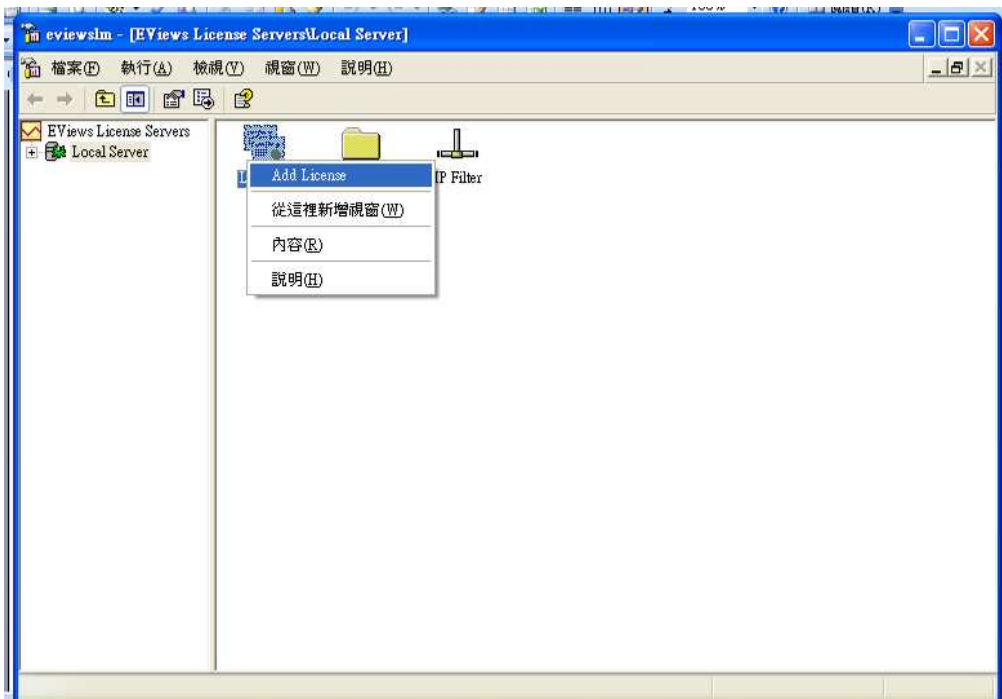 eviewslm - [EViews License Servers\Local Server]
檔案(F) 執行(A) 檢視(V) 視窗(W) 說明(H)
EViews License Servers
Local Server
IP Filter
Add License
從這裡新增視窗(W)
內容(R)
說明(H)